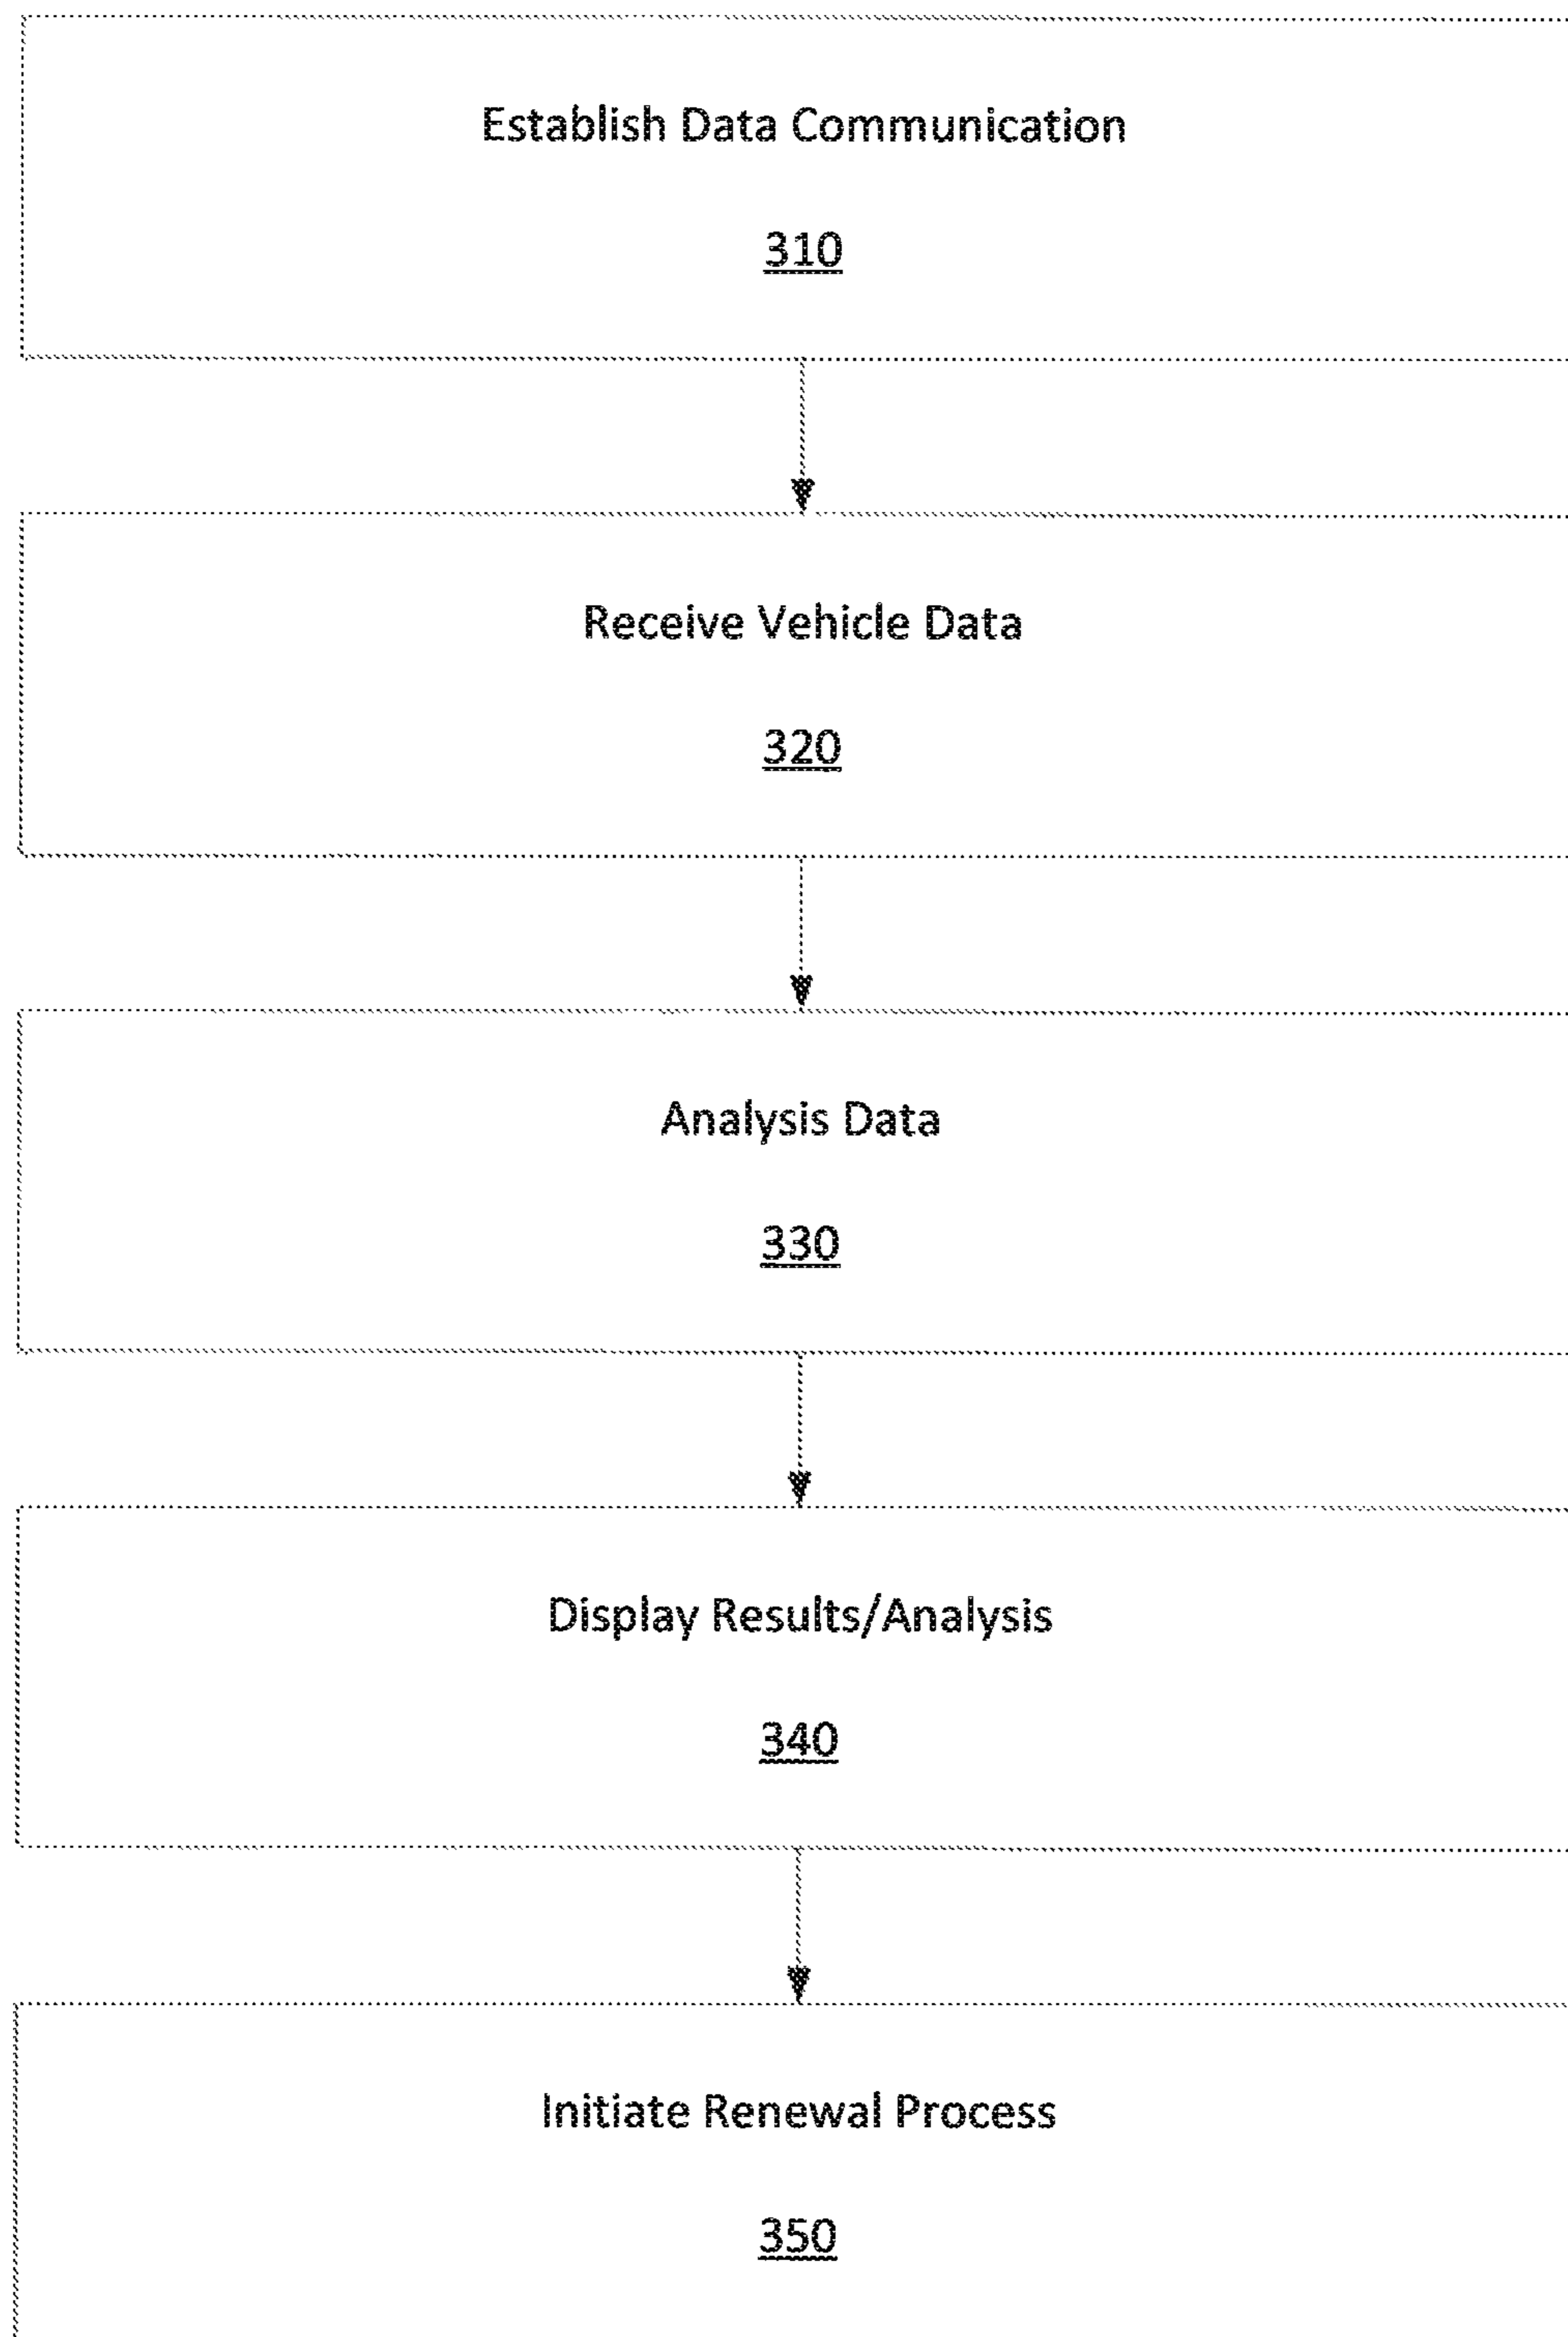 Establish Data Communication
310
Receive Vehicle Data
320
Analysis Data
330
Display Results/Analysis
340
Initiate Renewal Process
350